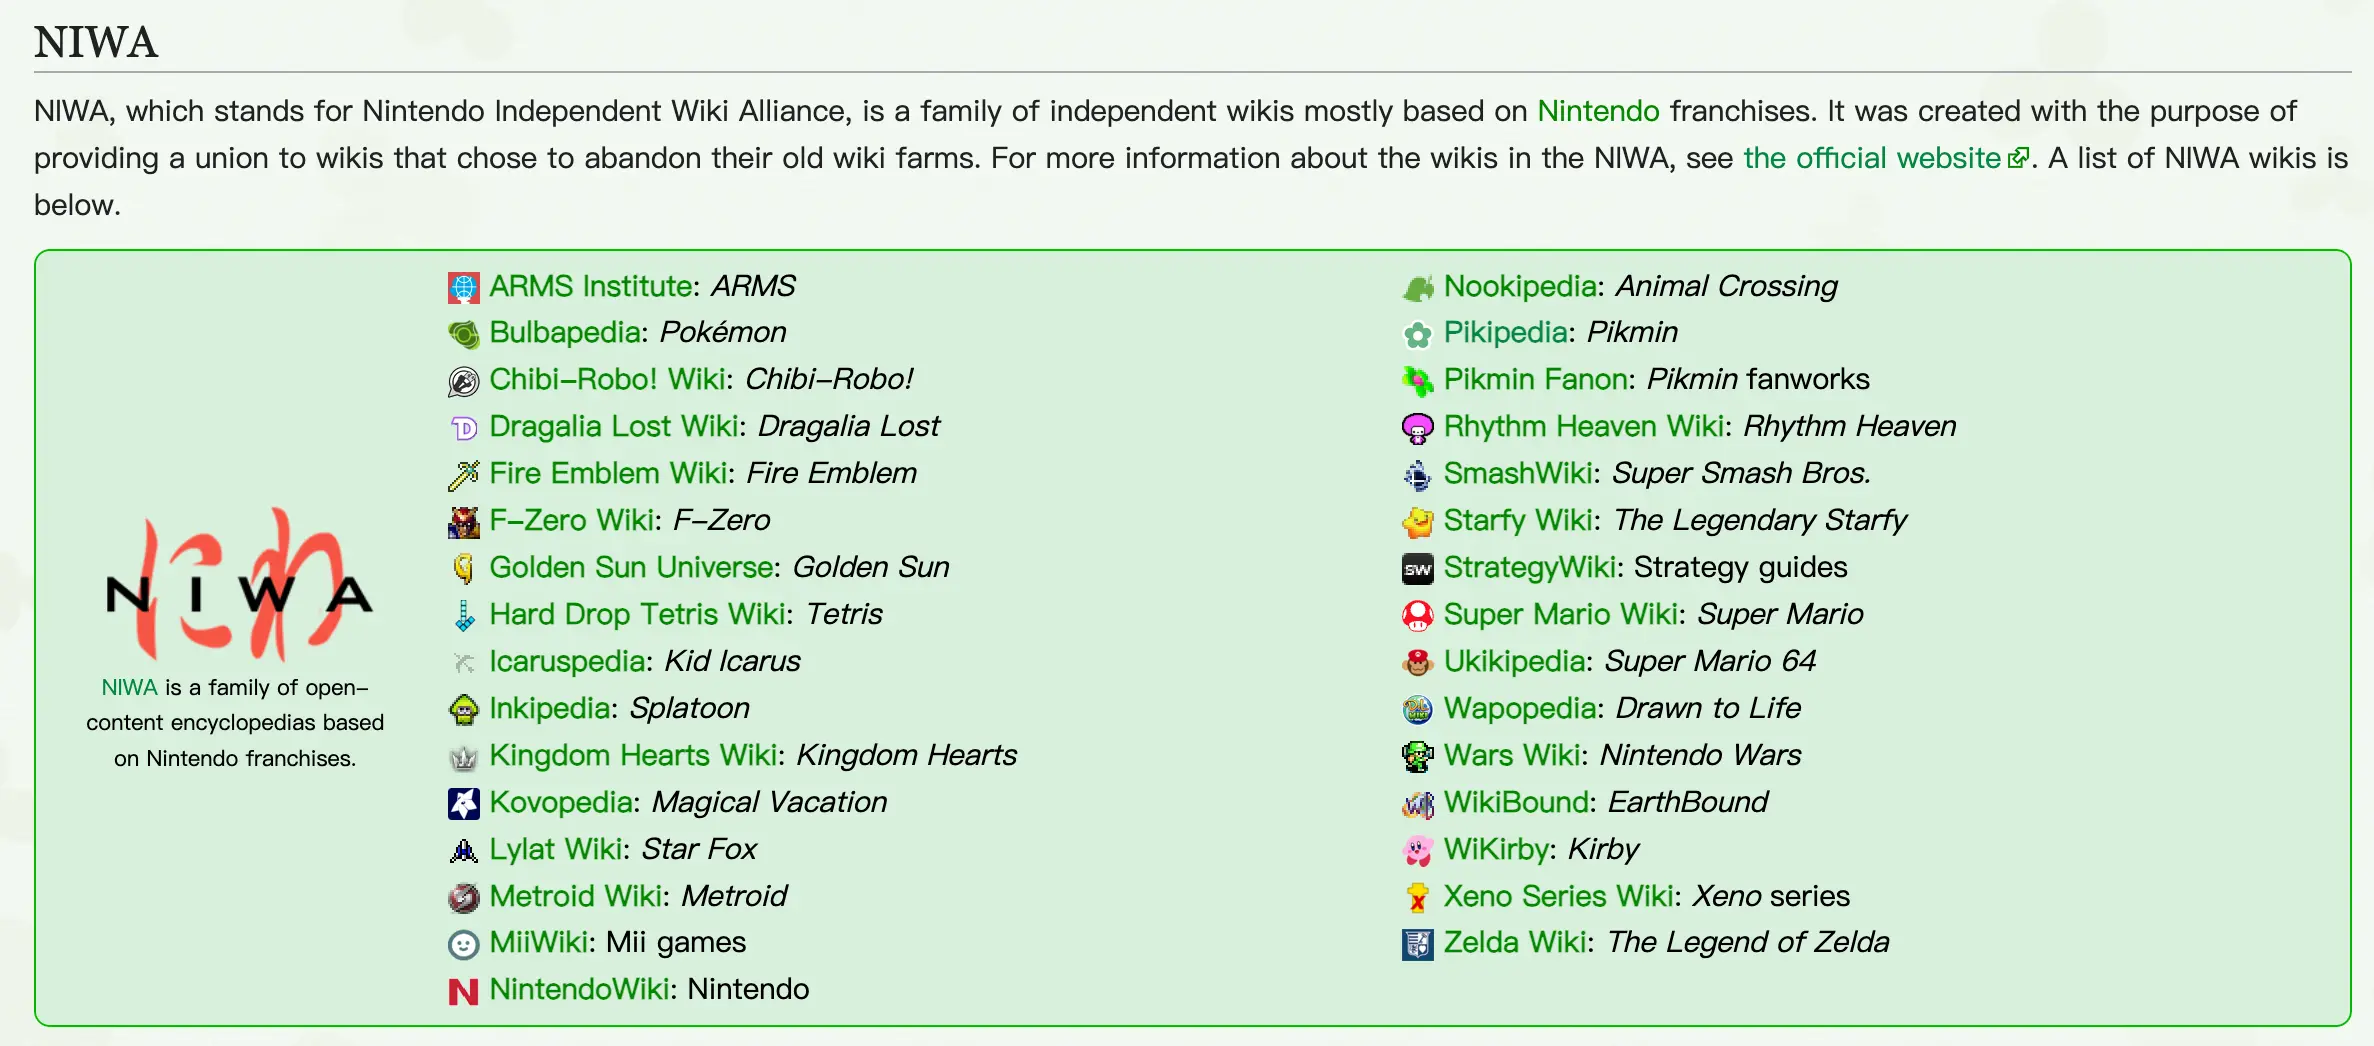 NIWA
NIWA, which stands for Nintendo Independent Wiki Alliance, is a family of independent wikis mostly based on Nintendo franchises. It was created with the purpose of
providing a union to wikis that chose to abandon their old wiki farms. For more information about the wikis in the NIWA, see the official website. A list of NIWA wikis is
below.
にわ
NIWA
NIWA is a family of open-
content encyclopedias based
on Nintendo franchises.
ARMS Institute: ARMS
Bulbapedia: Pokémon
Chibi-Robo! Wiki: Chibi-Robo!
Dragalia Lost Wiki: Dragalia Lost
Fire Emblem Wiki: Fire Emblem
F-Zero Wiki: F-Zero
Golden Sun Universe: Golden Sun
Hard Drop Tetris Wiki: Tetris
Icaruspedia: Kid Icarus
Inkipedia: Splatoon
Kingdom Hearts Wiki: Kingdom Hearts
Kovopedia: Magical Vacation
Lylat Wiki: Star Fox
Metroid Wiki: Metroid
MiiWiki: Mii games
N NintendoWiki: Nintendo
Nookipedia: Animal Crossing
Pikipedia: Pikmin
Pikmin Fanon: Pikmin fanworks
Rhythm Heaven Wiki: Rhythm Heaven
SmashWiki: Super Smash Bros.
Starfy Wiki: The Legendary Starfy
SW StrategyWiki: Strategy guides
Super Mario Wiki: Super Mario
Ukikipedia: Super Mario 64
Wapopedia: Drawn to Life
Wars Wiki: Nintendo Wars
WikiBound: EarthBound
WiKirby: Kirby
X Xeno Series Wiki: Xeno series
Zelda Wiki: The Legend of Zelda